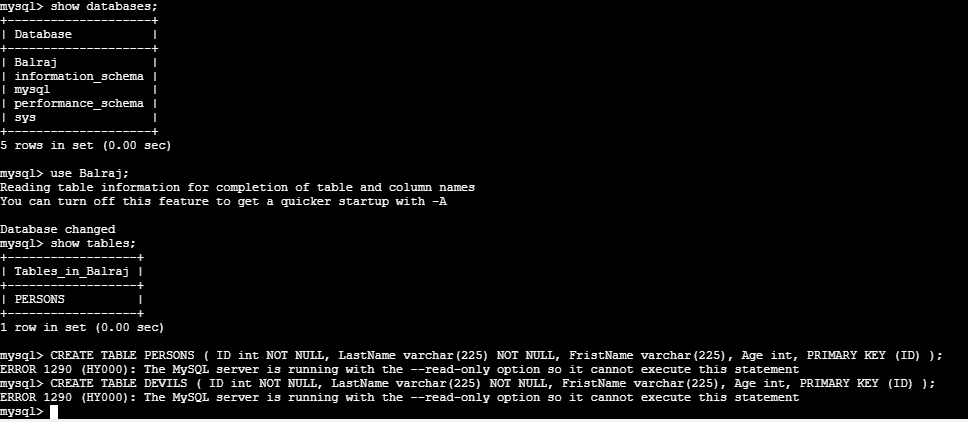 mysql> show databases;
+--------------------+
| Database           |
+--------------------+
| Balraj             |
| information_schema |
| mysql              |
| performance_schema |
| sys                |
+--------------------+
5 rows in set (0.00 sec)
mysql> use Balraj;
Reading table information for completion of table and column names
You can turn off this feature to get a quicker startup with -A
Database changed
mysql> show tables;
+------------------+
| Tables_in_Balraj |
+------------------+
| PERSONS          |
+------------------+
1 row in set (0.00 sec)
mysql> CREATE TABLE PERSONS ( ID int NOT NULL, LastName varchar(225) NOT NULL, FristName varchar(225), Age int, PRIMARY KEY (ID) );
ERROR 1290 (HY000): The MySQL server is running with the --read-only option so it cannot execute this statement
mysql> CREATE TABLE DEVILS ( ID int NOT NULL, LastName varchar(225) NOT NULL, FristName varchar(225), Age int, PRIMARY KEY (ID) );
ERROR 1290 (HY000): The MySQL server is running with the --read-only option so it cannot execute this statement
mysql>